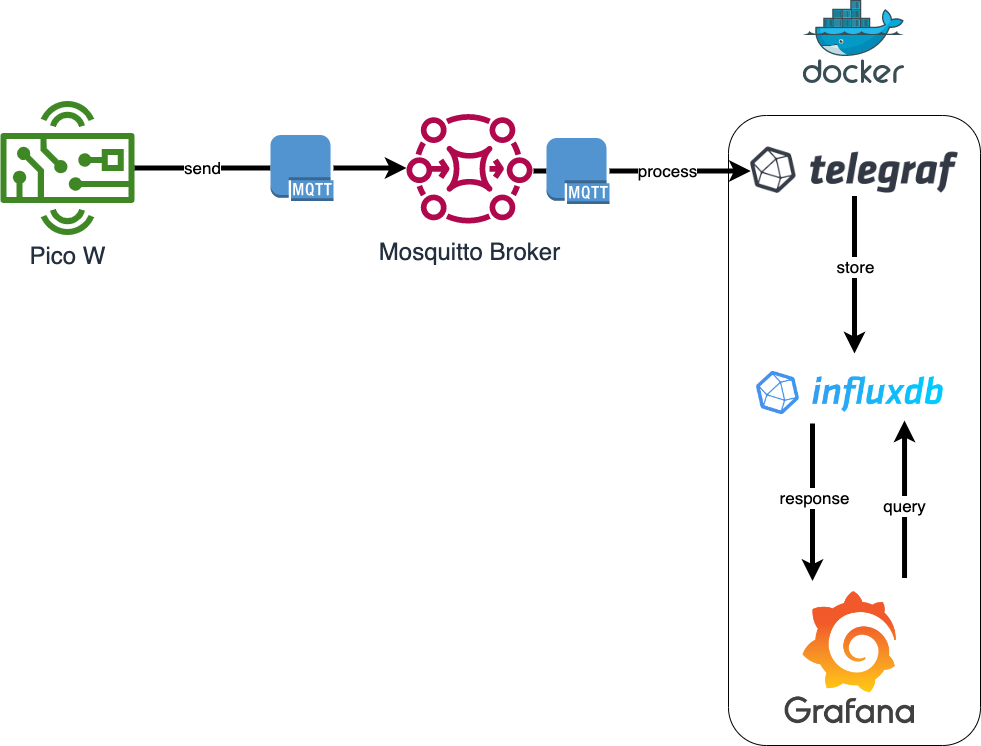 docker
send
MQTT
MQTT
process
telegraf
Pico W
Mosquitto Broker
store
influxdb
response
query
Grafana